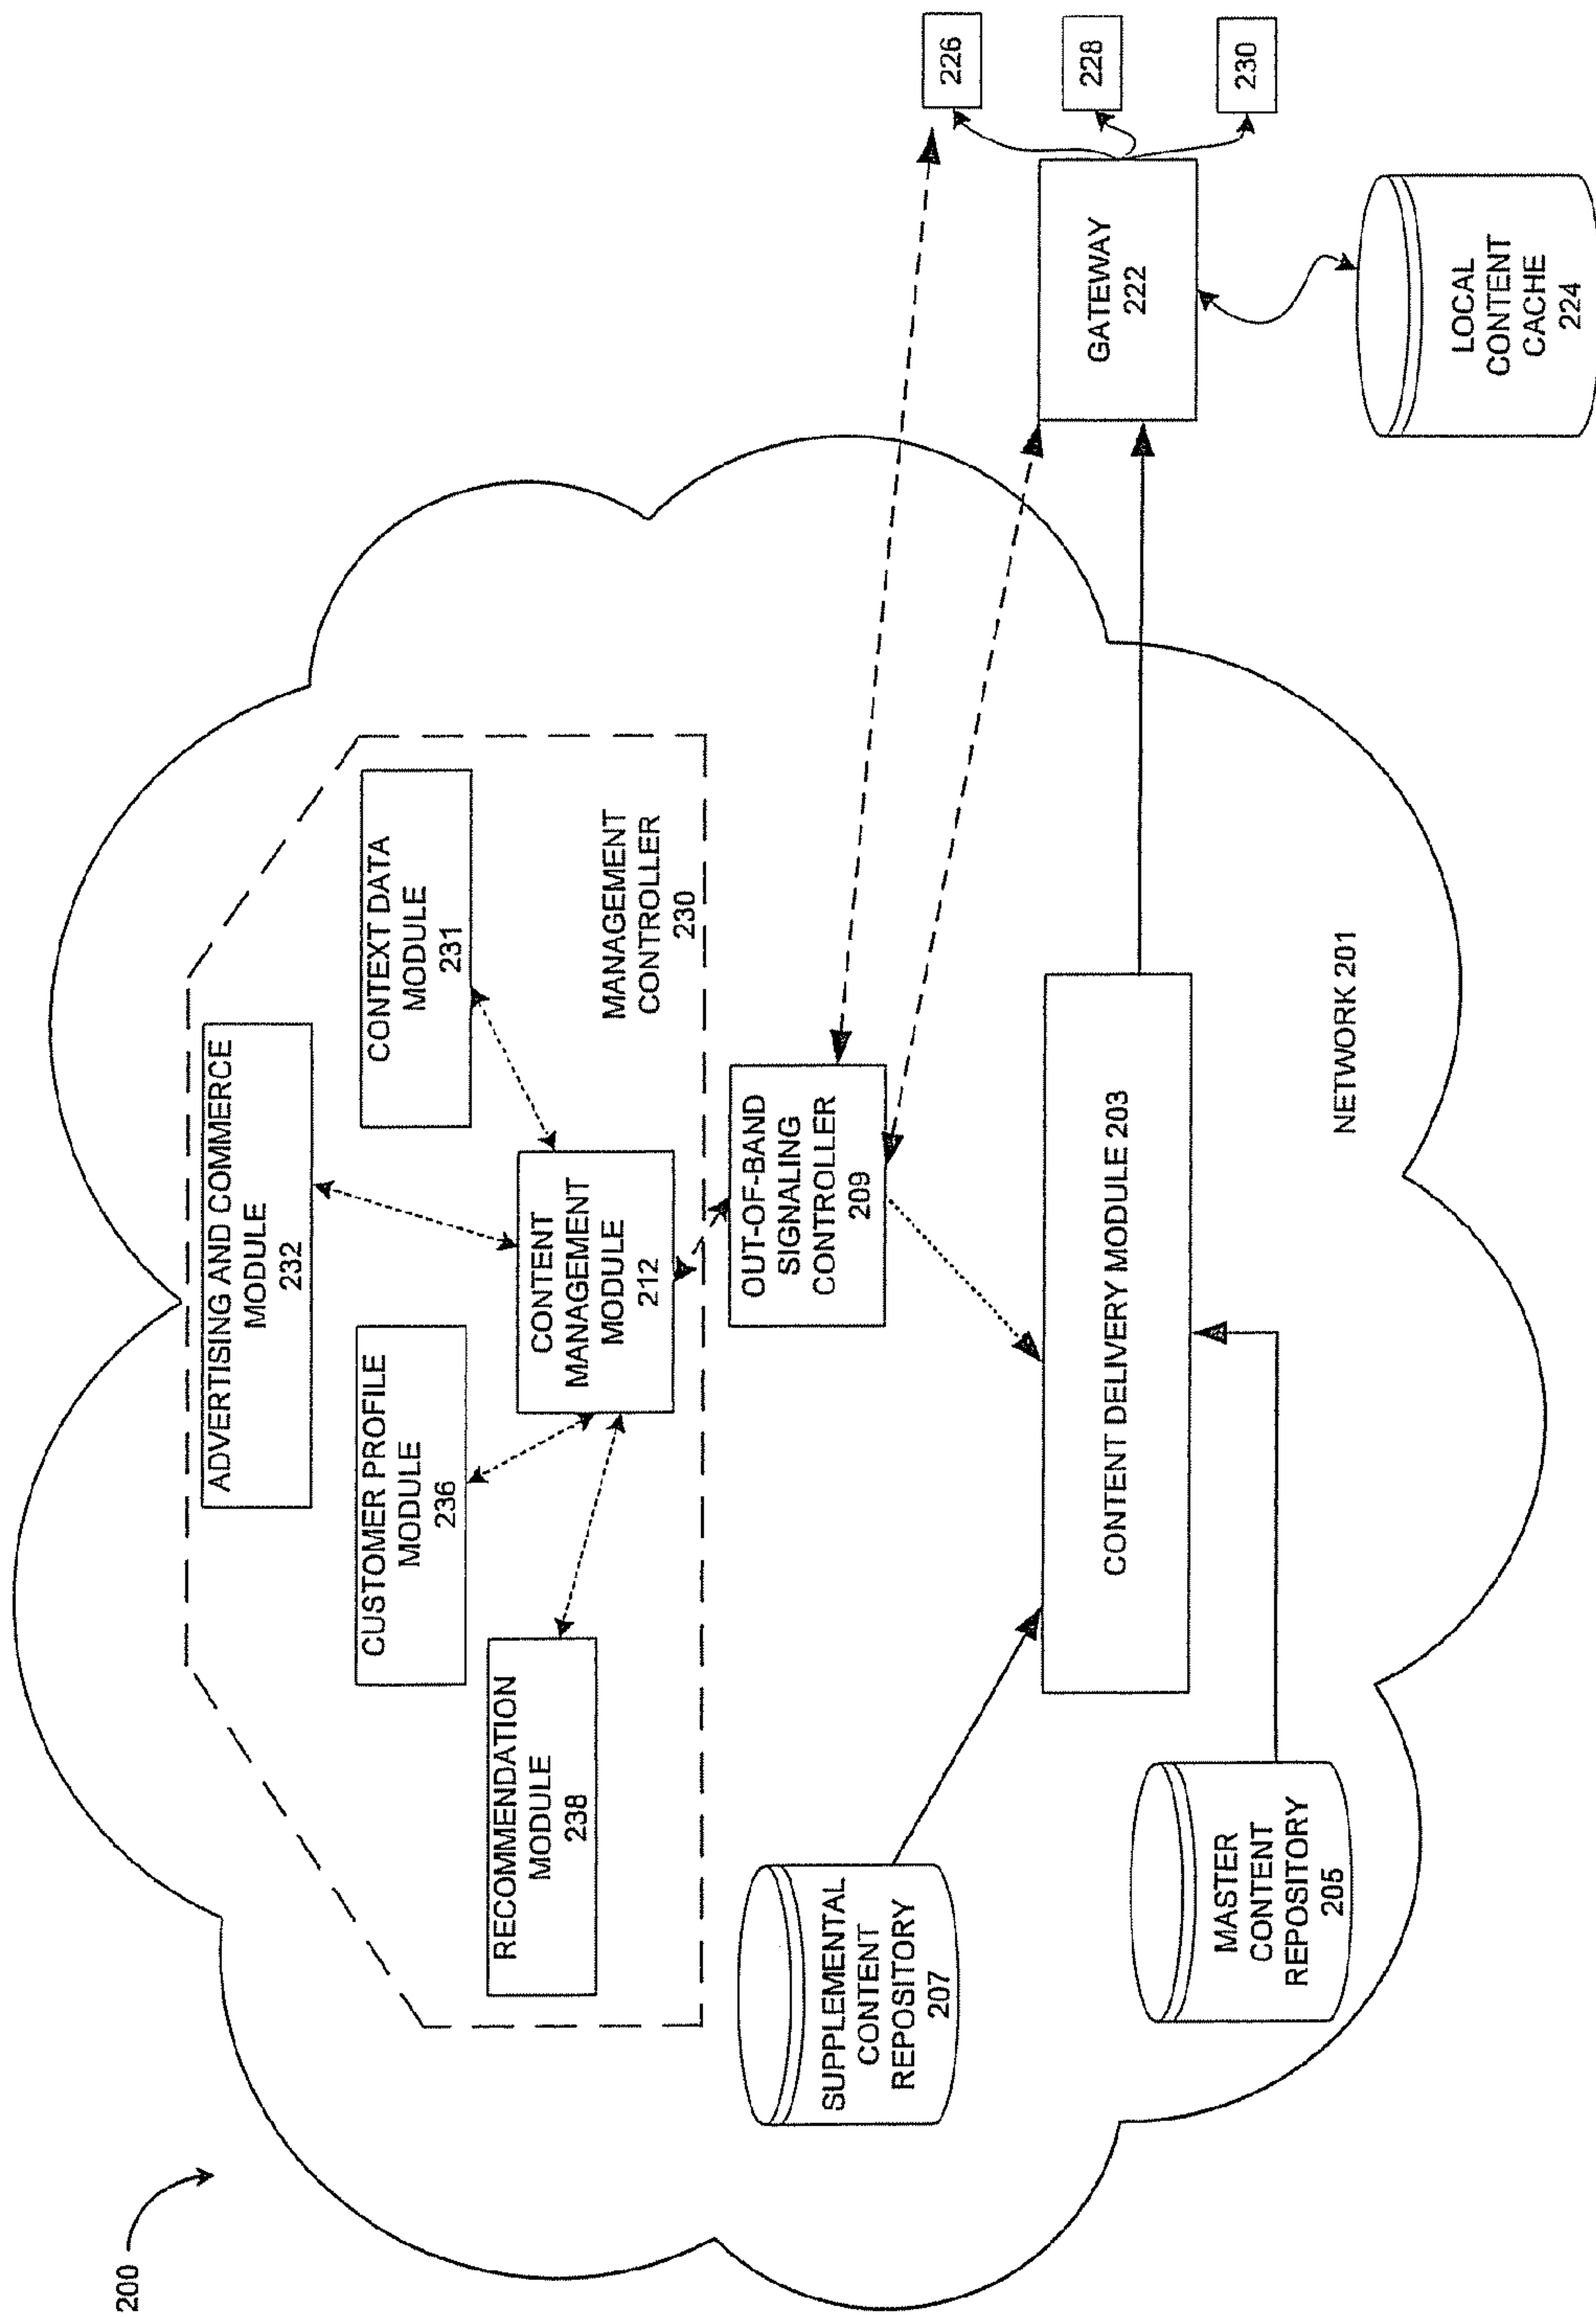 200
ADVERTISING AND COMMERCE
MODULE
232
CUSTOMER PROFILE
MODULE
236
CONTEXT DATA
MODULE
231
RECOMMENDATION
MODULE
238
CONTENT
MANAGEMENT
MODULE
212
MANAGEMENT
CONTROLLER
230
SUPPLEMENTAL
CONTENT
REPOSITORY
207
OUT-OF-BAND
SIGNALING
CONTROLLER
209
226
228
230
GATEWAY
222
CONTENT DELIVERY MODULE 203
MASTER
CONTENT
REPOSITORY
205
NETWORK 201
LOCAL
CONTENT
CACHE
224